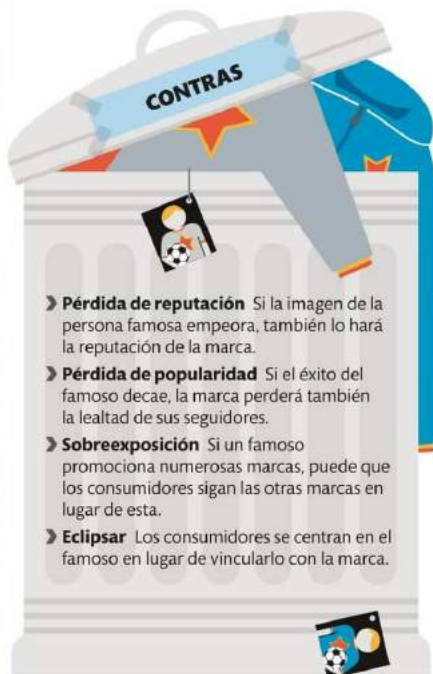 CONTRAS
❯ Pérdida de reputación Si la imagen de la
persona famosa empeora, también lo hará
la reputación de la marca.
❯ Pérdida de popularidad Si el éxito del
famoso decae, la marca perderá también
la lealtad de sus seguidores.
❯ Sobreexposición Si un famoso
promociona numerosas marcas, puede que
los consumidores sigan las otras marcas en
lugar de esta.
❯ Eclipsar Los consumidores se centran en el
famoso en lugar de vincularlo con la marca.